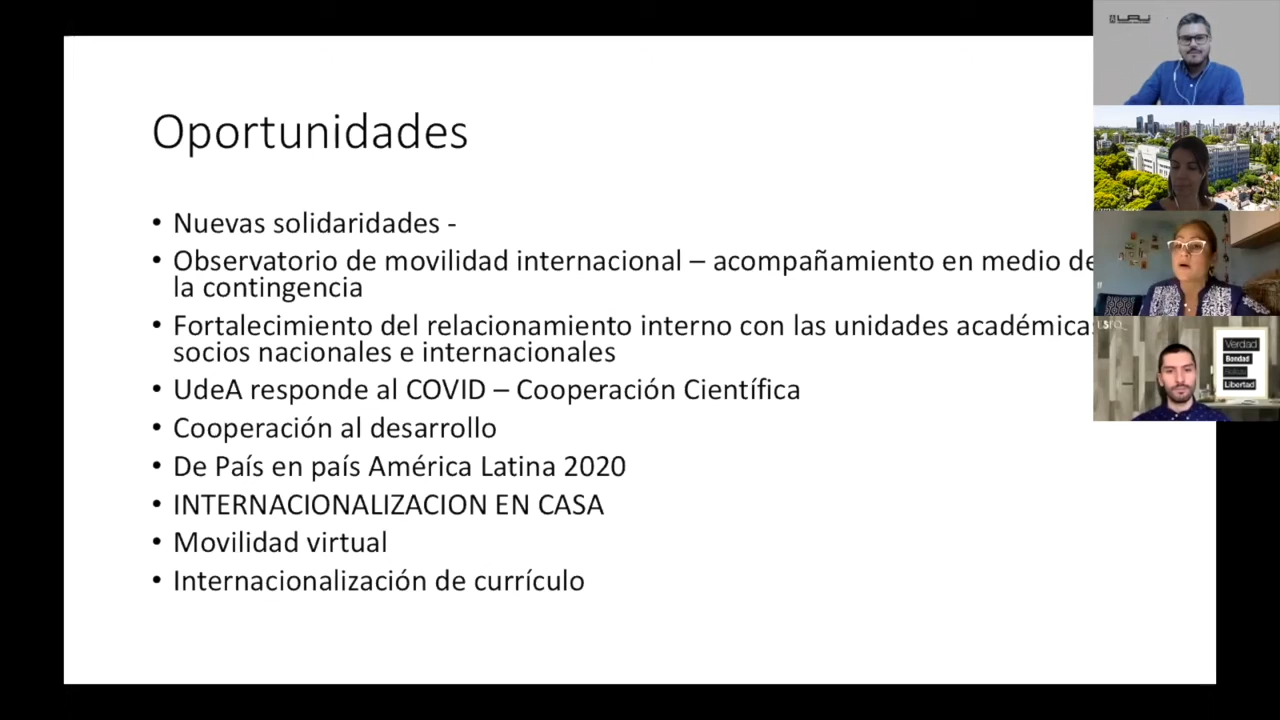 Oportunidades
• Nuevas solidaridades -
• Observatorio de movilidad internacional – acompañamiento en medio de
la contingencia
• Fortalecimiento del relacionamiento interno con las unidades académica
socios nacionales e internacionales
• UdeA responde al COVID – Cooperación Científica
• Cooperación al desarrollo
• De País en país América Latina 2020
• INTERNACIONALIZACION EN CASA
• Movilidad virtual
• Internacionalización de currículo
Verdad
Bondad
Libertad